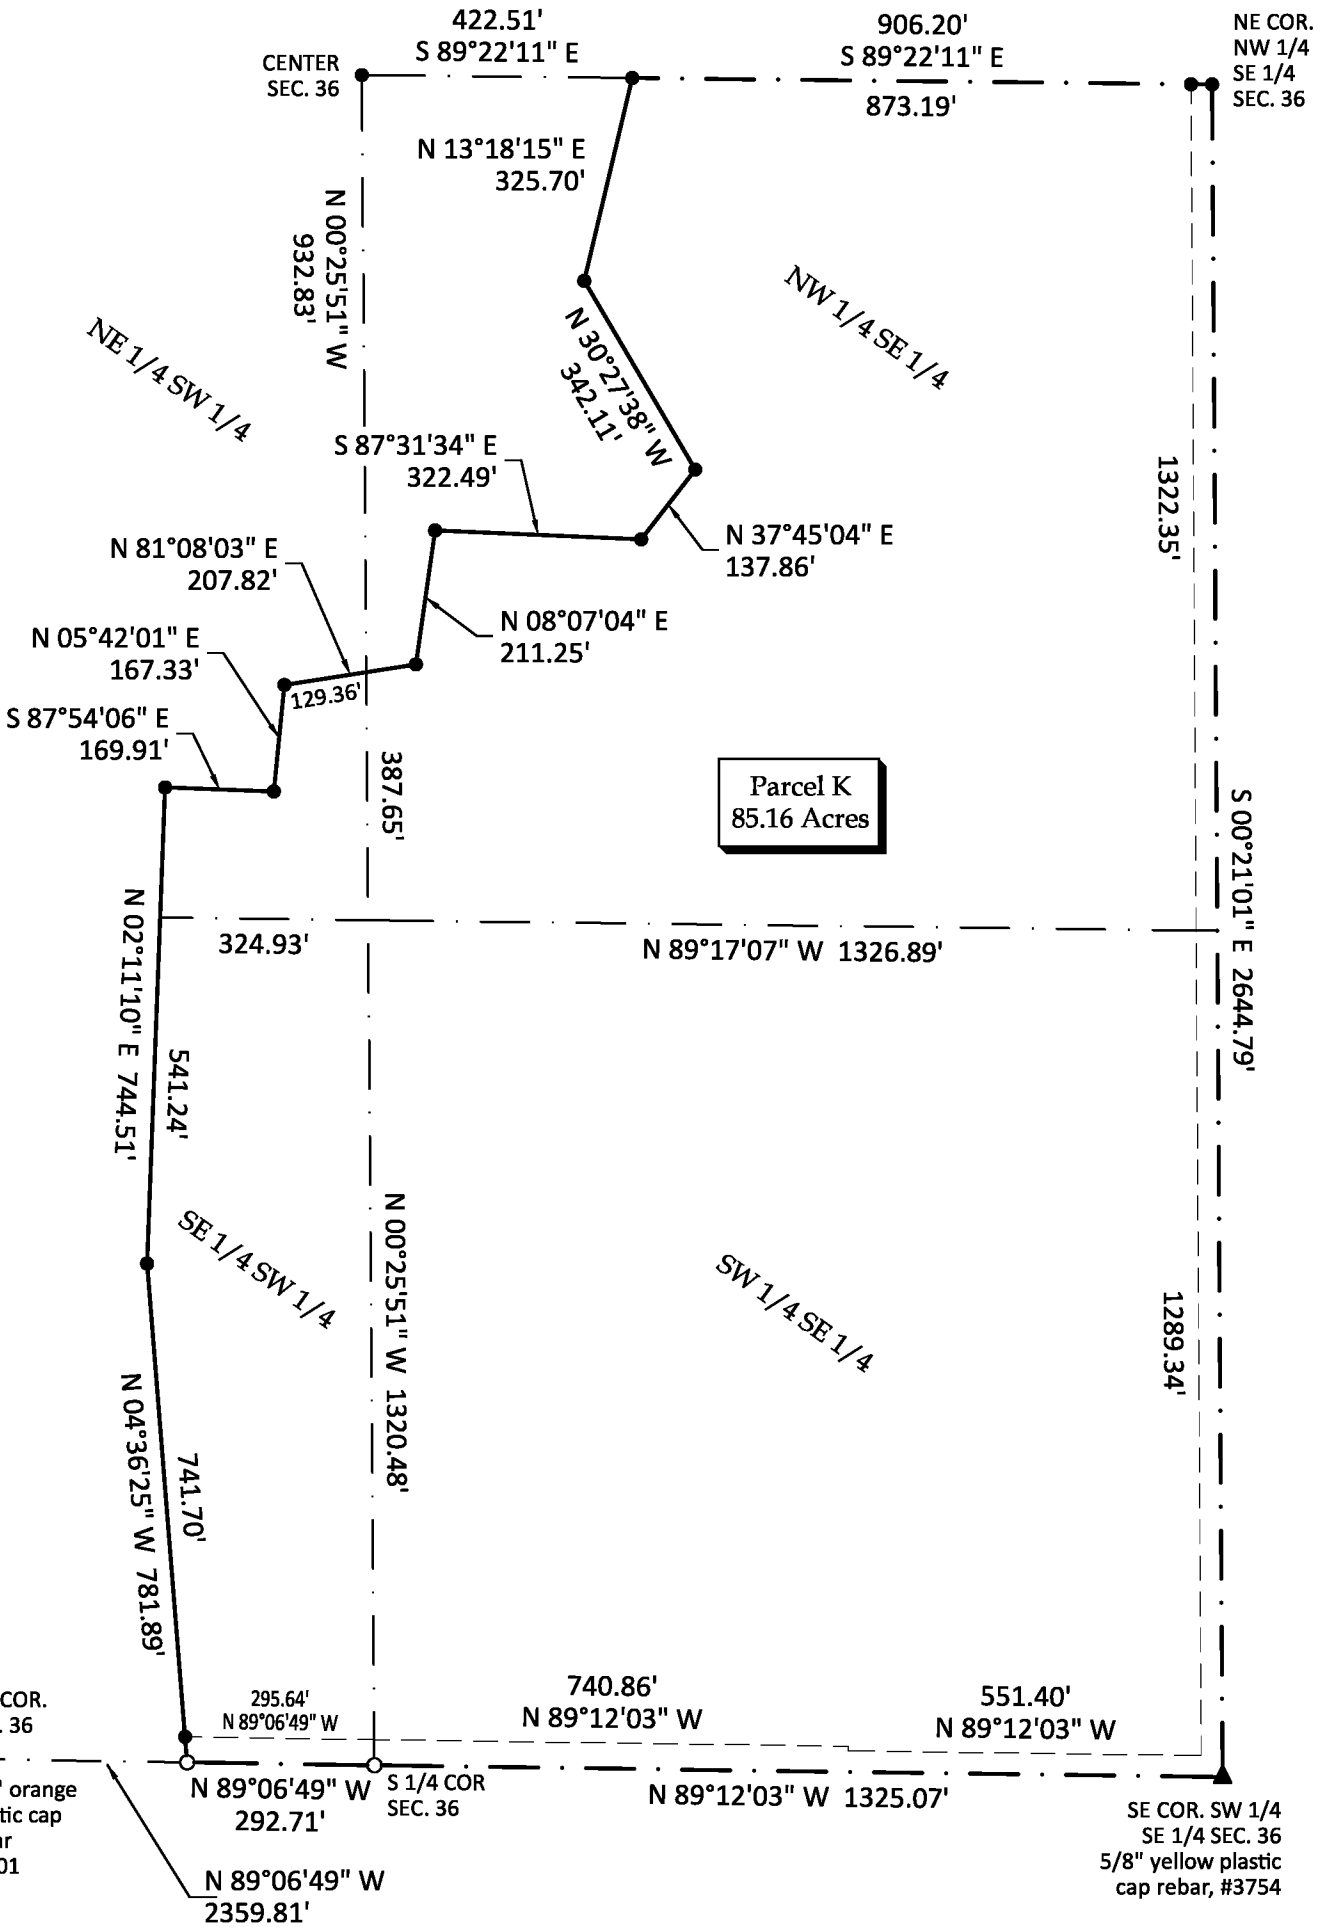 422.51'
S 89°22'11" E
906.20'
S 89°22'11" E
873.19'
NE COR.
NW 1/4
SE 1/4
SEC. 36
CENTER
SEC. 36
N 13°18'15" E
325.70'
N 00°25'51" W
932.83'
NE 1/4 SW 1/4
NW 1/4 SE 1/4
N 30°27'38" W
342.11'
S 87°31'34" E
322.49'
1322.35'
N 37°45'04" E
137.86'
N 81°08'03" E
207.82'
N 08°07'04" E
211.25'
N 05°42'01" E
167.33'
129.36'
S 87°54'06" E
169.91'
387.65'
Parcel K
85.16 Acres
S 00°21'01" E 2644.79'
N 02°11'10" E 744.51'
541.24'
324.93'
N 89°17'07" W 1326.89'
SE 1/4 SW 1/4
N 00°25'51" W 1320.48'
SW 1/4 SE 1/4
1289.34'
N 04°36'25" W 781.89'
741.70'
295.64'
N 89°06'49" W
740.86'
N 89°12'03" W
551.40'
N 89°12'03" W
COR.
. 36
" orange
tic cap
ar
01
N 89°06'49" W
292.71'
S 1/4 COR
SEC. 36
N 89°12'03" W 1325.07'
SE COR. SW 1/4
SE 1/4 SEC. 36
5/8" yellow plastic
cap rebar, #3754
N 89°06'49" W
2359.81'